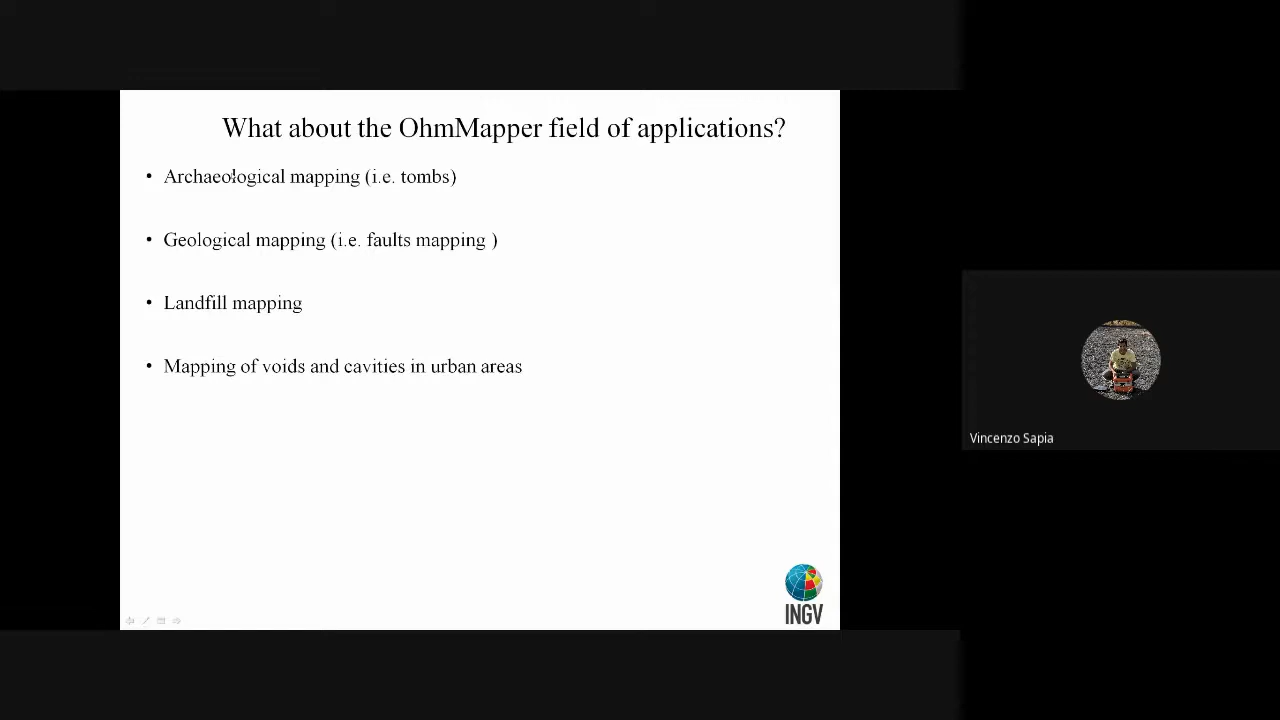 What about the OhmMapper field of applications?
• Archaeological mapping (i.e. tombs)
• Geological mapping (i.e. faults mapping )
• Landfill mapping
• Mapping of voids and cavities in urban areas
INGV
Vincenzo Sapia